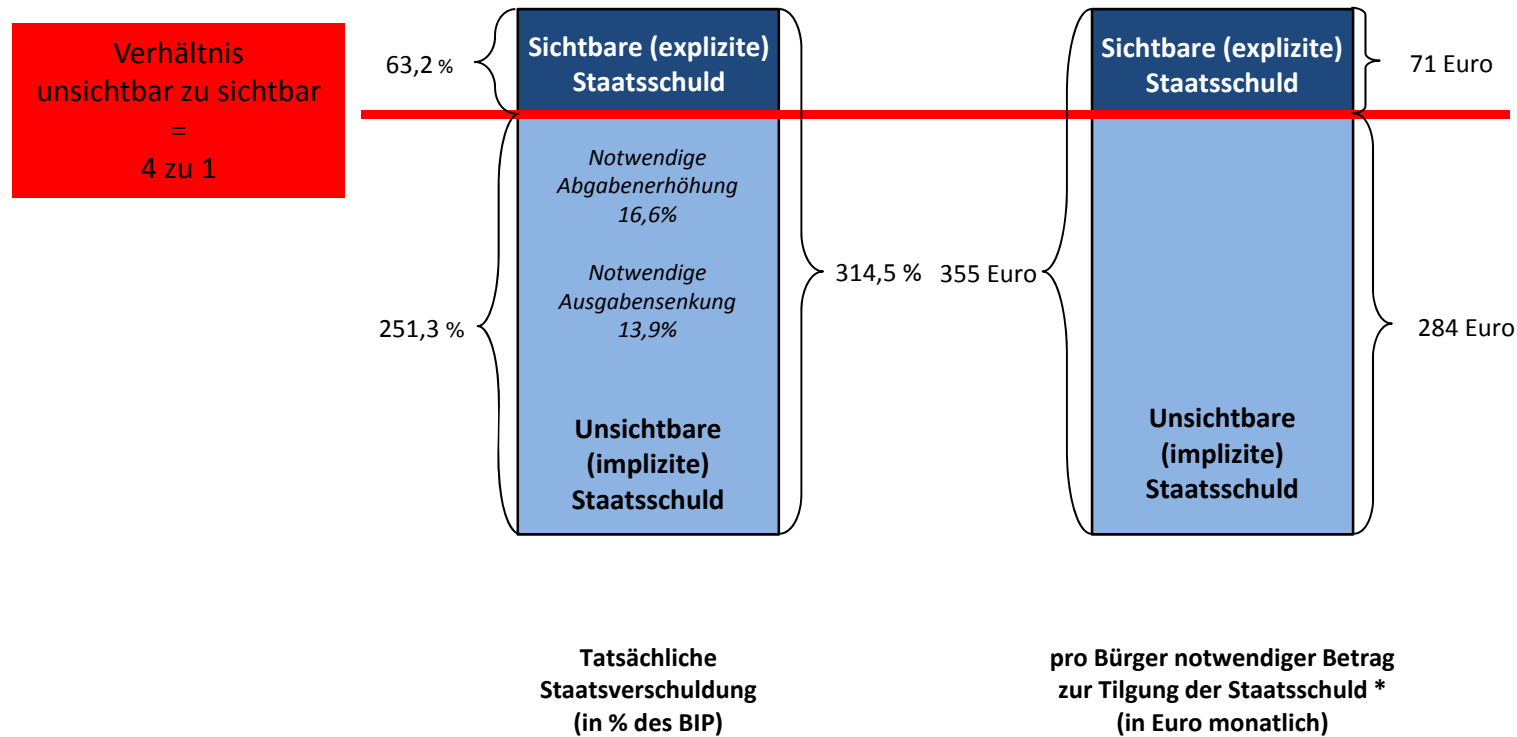 Verhältnis
unsichtbar zu sichtbar
=
4 zu 1
63,2 %
251,3 %
Sichtbare (explizite)
Staatsschuld
Notwendige
Abgabenerhöhung
16,6%
Notwendige
Ausgabensenkung
13,9%
Unsichtbare
(implizite)
Staatsschuld
314,5 %
355 Euro
Sichtbare (explizite)
Staatsschuld
Unsichtbare
(implizite)
Staatsschuld
71 Euro
284 Euro
Tatsächliche
Staatsverschuldung
(in % des BIP)
pro Bürger notwendiger Betrag
zur Tilgung der Staatsschuld *
(in Euro monatlich)